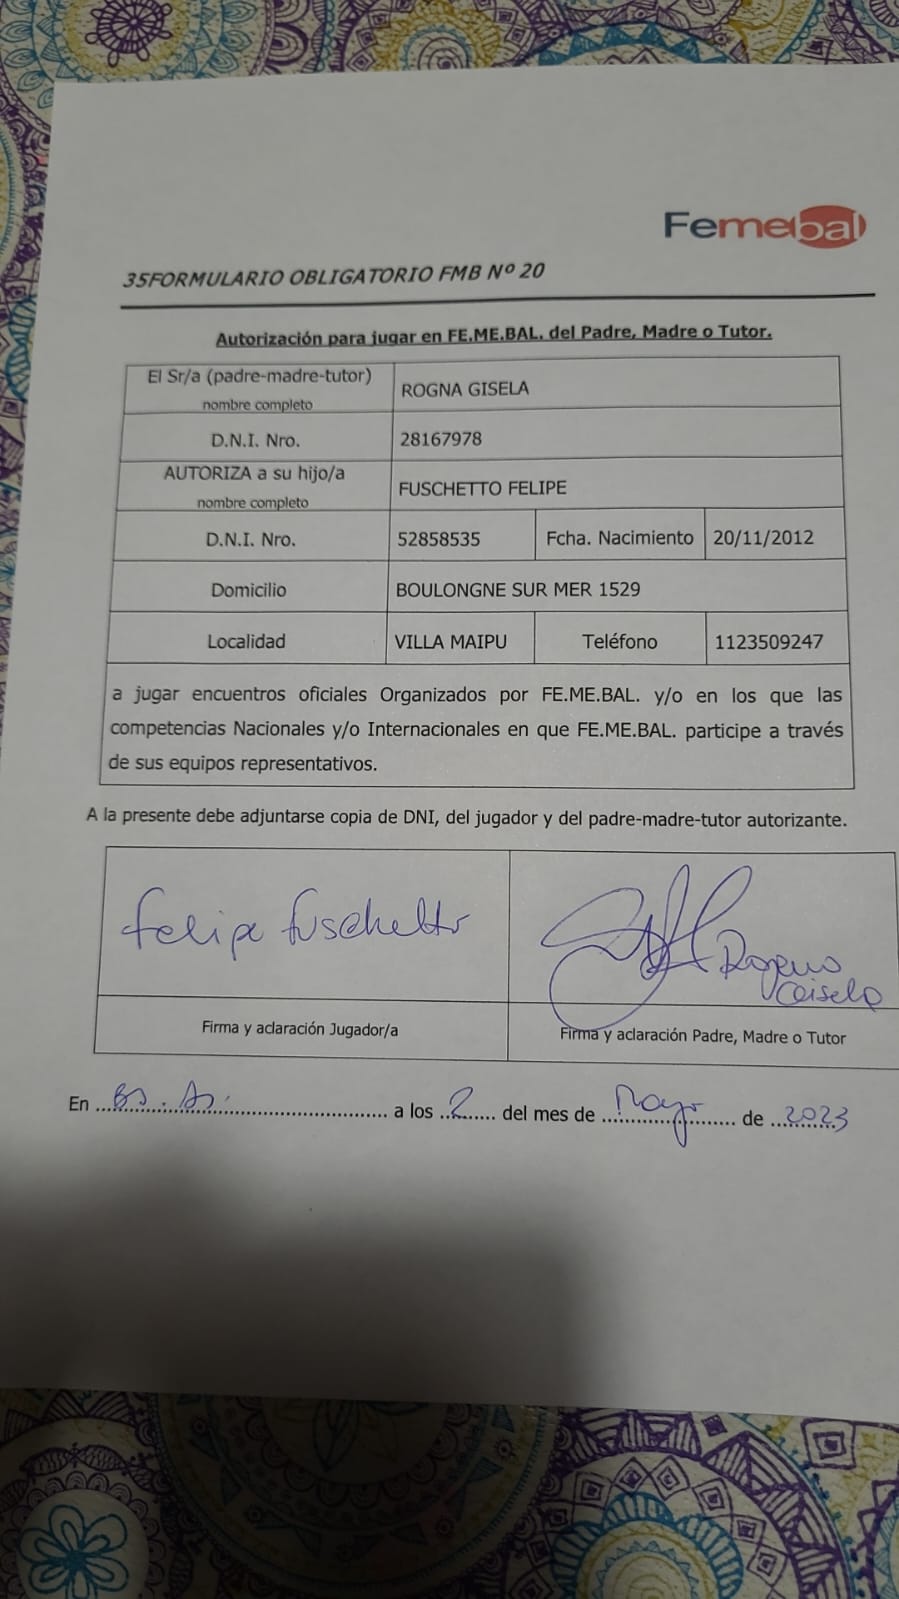 Femebal
35FORMULARIO OBLIGATORIO FMB Nº 20
Autorización para jugar en FE.ME.BAL. del Padre, Madre o Tutor.
El Sr/a (padre-madre-tutor)
nombre completo
ROGNA GISELA
D.N.I. Nro.
28167978
AUTORIZA a su hijo/a
nombre completo
FUSCHETTO FELIPE
D.N.I. Nro.
52858535
Fcha. Nacimiento
20/11/2012
Domicilio
BOULONGNE SUR MER 1529
Localidad
VILLA MAIPU
Teléfono
1123509247
a jugar encuentros oficiales Organizados por FE.ME.BAL. y/o en los que las
competencias Nacionales y/o Internacionales en que FE.ME.BAL. participe a través
de sus equipos representativos.
A la presente debe adjuntarse copia de DNI, del jugador y del padre-madre-tutor autorizante.
Felipe Fuschetto
Rogna
Gisela
Firma y aclaración Jugador/a
Firma y aclaración Padre, Madre o Tutor
En Bs. As. a los 2 del mes de Mayo de 2023